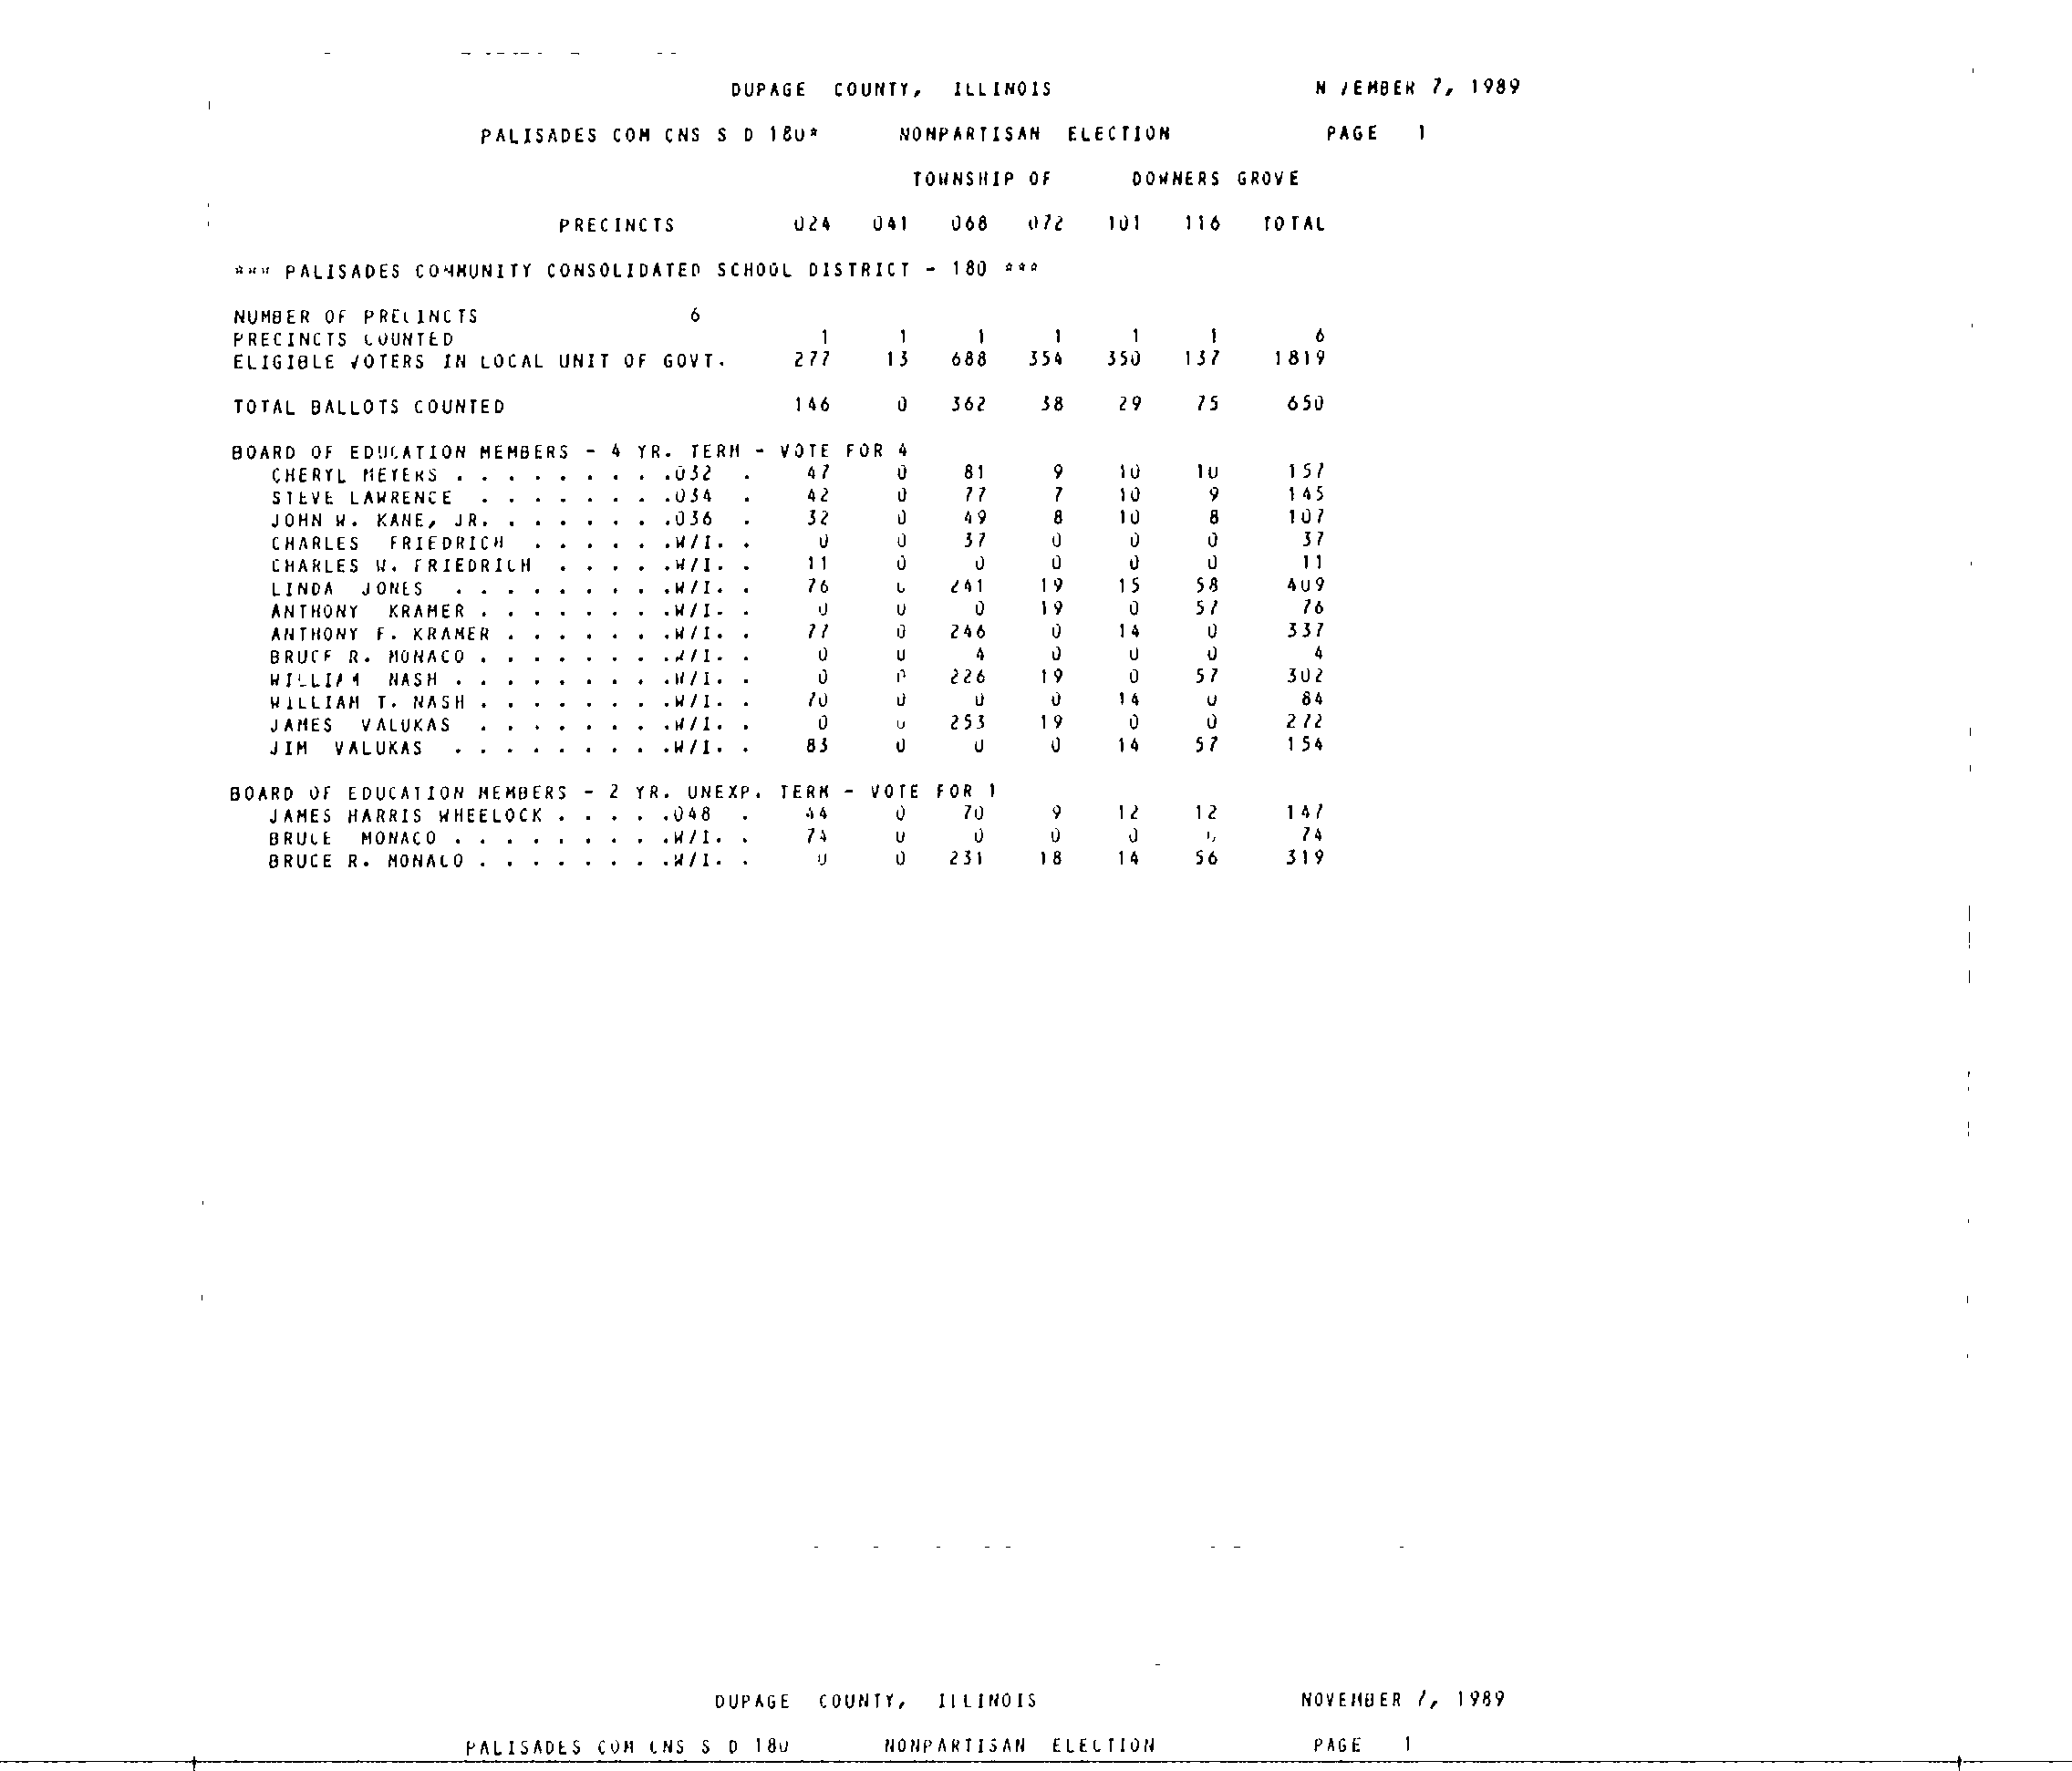 DUPAGE COUNTY, ILLINOIS N /EMBER 7, 1989
PALISADES COM CNS S D 180* NONPARTISAN ELECTION PAGE 1
TOWNSHIP OF DOWNERS GROVE
PRECINCTS 024 041 068 072 101 116 TOTAL
*** PALISADES COMMUNITY CONSOLIDATED SCHOOL DISTRICT - 180 ***
NUMBER OF PRECINCTS 6
PRECINCTS COUNTED 1 1 1 1 1 1 6
ELIGIBLE VOTERS IN LOCAL UNIT OF GOVT. 277 13 688 354 350 137 1819
TOTAL BALLOTS COUNTED 146 0 362 38 29 75 650
BOARD OF EDUCATION MEMBERS - 4 YR. TERM - VOTE FOR 4
CHERYL MEYERS . . . . . . . . .032 . 47 0 81 9 10 10 157
STEVE LAWRENCE . . . . . . . .034 . 42 0 77 7 10 9 145
JOHN W. KANE, JR. . . . . . . .036 . 32 0 49 8 10 8 107
CHARLES FRIEDRICH . . . . . .W/I. . 0 0 37 0 0 0 37
CHARLES W. FRIEDRICH . . . . .W/I. . 11 0 0 0 0 0 11
LINDA JONES . . . . . . . . .W/I. . 76 0 241 19 15 58 409
ANTHONY KRAMER . . . . . . . .W/I. . 0 0 0 19 0 57 76
ANTHONY F. KRAMER . . . . . . .W/I. . 77 0 246 0 14 0 337
BRUCE R. MONACO . . . . . . . .W/I. . 0 0 4 0 0 0 4
WILLIAM NASH . . . . . . . . .W/I. . 0 0 226 19 0 57 302
WILLIAM T. NASH . . . . . . . .W/I. . 70 0 0 0 14 0 84
JAMES VALUKAS . . . . . . . .W/I. . 0 0 253 19 0 0 272
JIM VALUKAS . . . . . . . . .W/I. . 83 0 0 0 14 57 154
BOARD OF EDUCATION MEMBERS - 2 YR. UNEXP. TERM - VOTE FOR 1
JAMES HARRIS WHEELOCK . . . . .048 . 44 0 70 9 12 12 147
BRUCE MONACO . . . . . . . . .W/I. . 74 0 0 0 0 0 74
BRUCE R. MONACO . . . . . . . .W/I. . 0 0 231 18 14 56 319
DUPAGE COUNTY, ILLINOIS NOVEMBER 7, 1989
PALISADES COM CNS S D 180 NONPARTISAN ELECTION PAGE 1